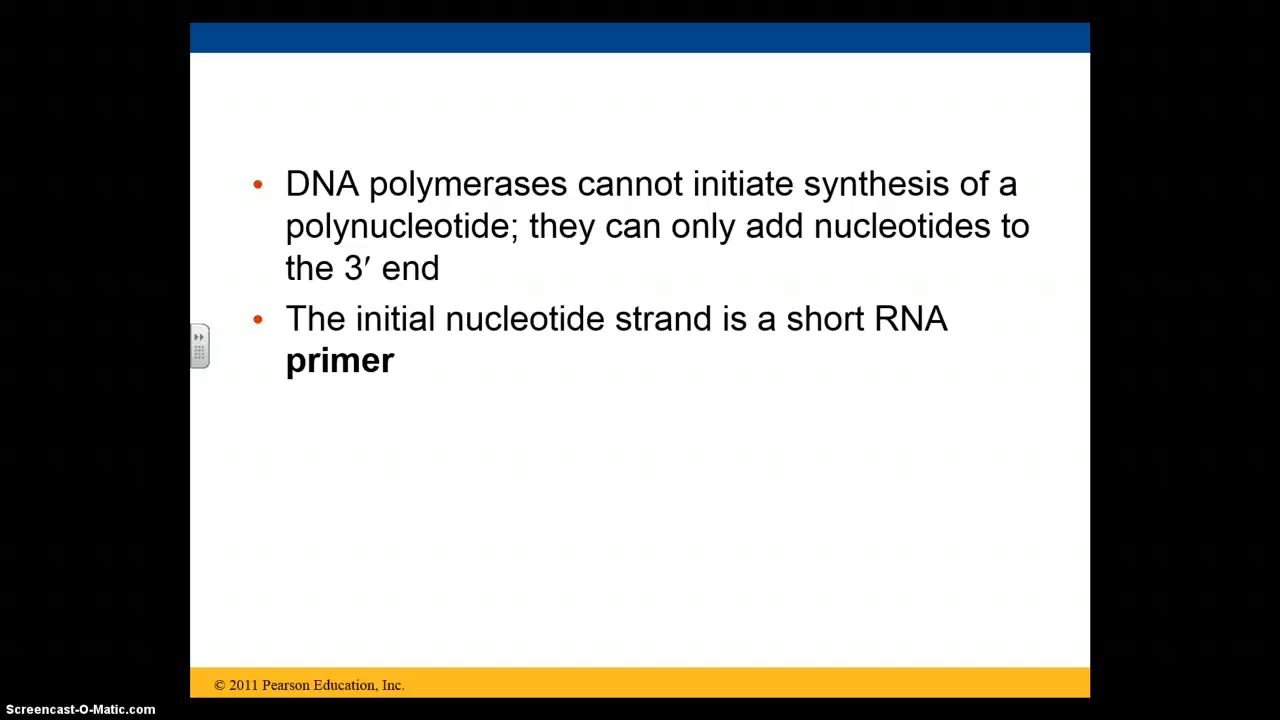 • DNA polymerases cannot initiate synthesis of a
polynucleotide; they can only add nucleotides to
the 3′ end
• The initial nucleotide strand is a short RNA
primer
© 2011 Pearson Education, Inc.
Screencast-O-Matic.com